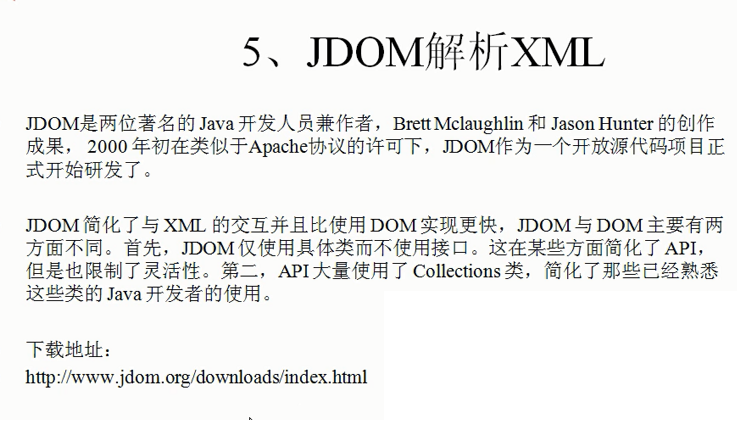 5、JDOM解析XML
JDOM是两位著名的 Java 开发人员兼作者，Brett Mclaughlin 和 Jason Hunter 的创作
成果， 2000 年初在类似于Apache协议的许可下，JDOM作为一个开放源代码项目正
式开始研发了。
JDOM 简化了与 XML 的交互并且比使用 DOM 实现更快，JDOM 与 DOM 主要有两
方面不同。首先，JDOM 仅使用具体类而不使用接口。这在某些方面简化了 API，
但是也限制了灵活性。第二，API 大量使用了 Collections 类，简化了那些已经熟悉
这些类的 Java 开发者的使用。
下载地址：
http://www.jdom.org/downloads/index.html